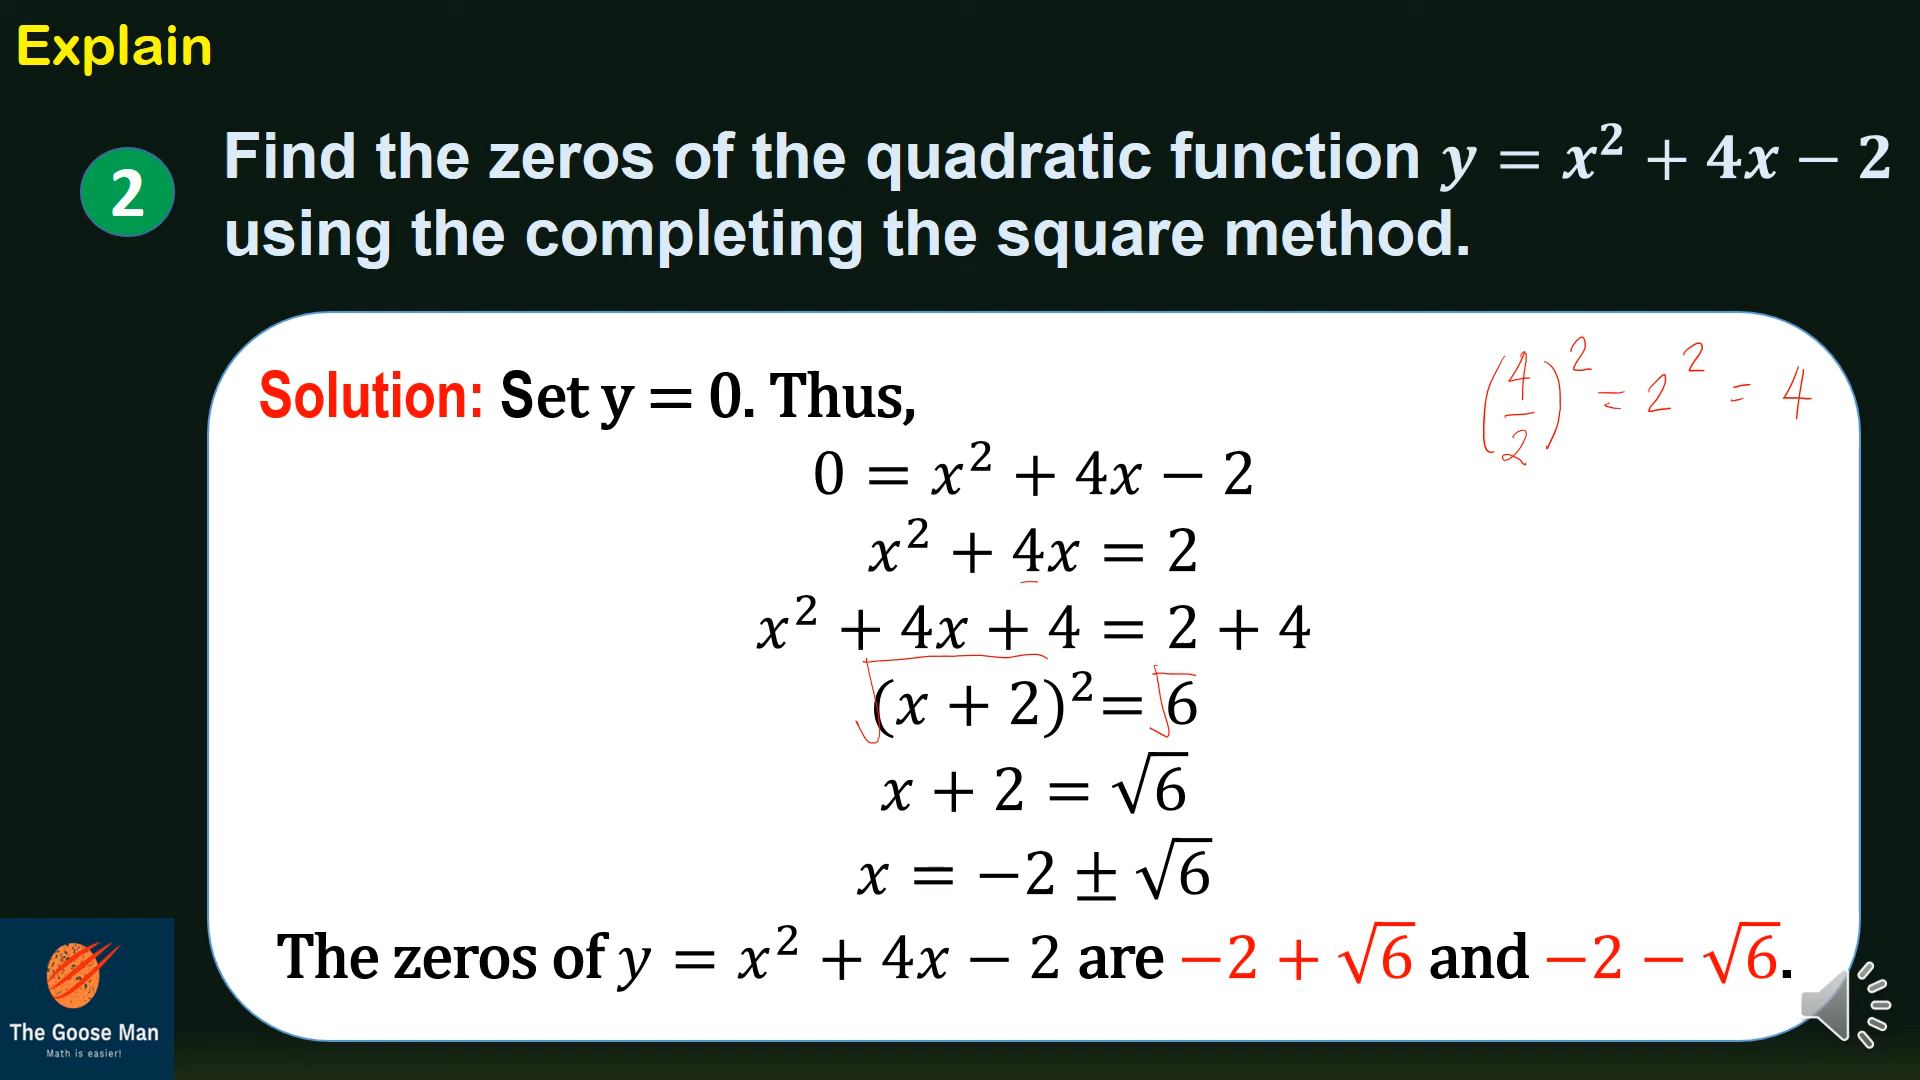 Explain
2
Find the zeros of the quadratic function y = x² + 4x − 2
using the completing the square method.
Solution: Set y = 0. Thus,
(4/2)² = 2² = 4
0 = x² + 4x − 2
x² + 4x = 2
x² + 4x + 4 = 2 + 4
√(x + 2)² = √6
x + 2 = √6
x = −2 ± √6
The zeros of y = x² + 4x − 2 are −2 + √6 and −2 − √6.
The Goose Man
Math is easier!